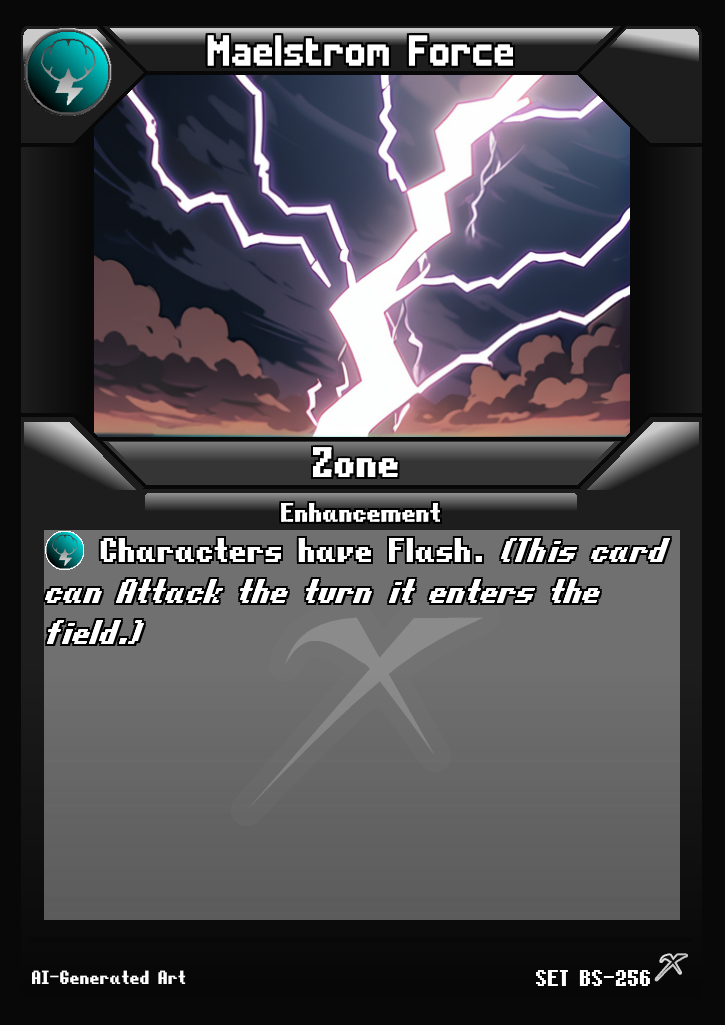 Maelstrom Force
Zone
Enhancement
Characters have Flash. (This card
can Attack the turn it enters the
field.)
AI-Generated Art
SET BS-256